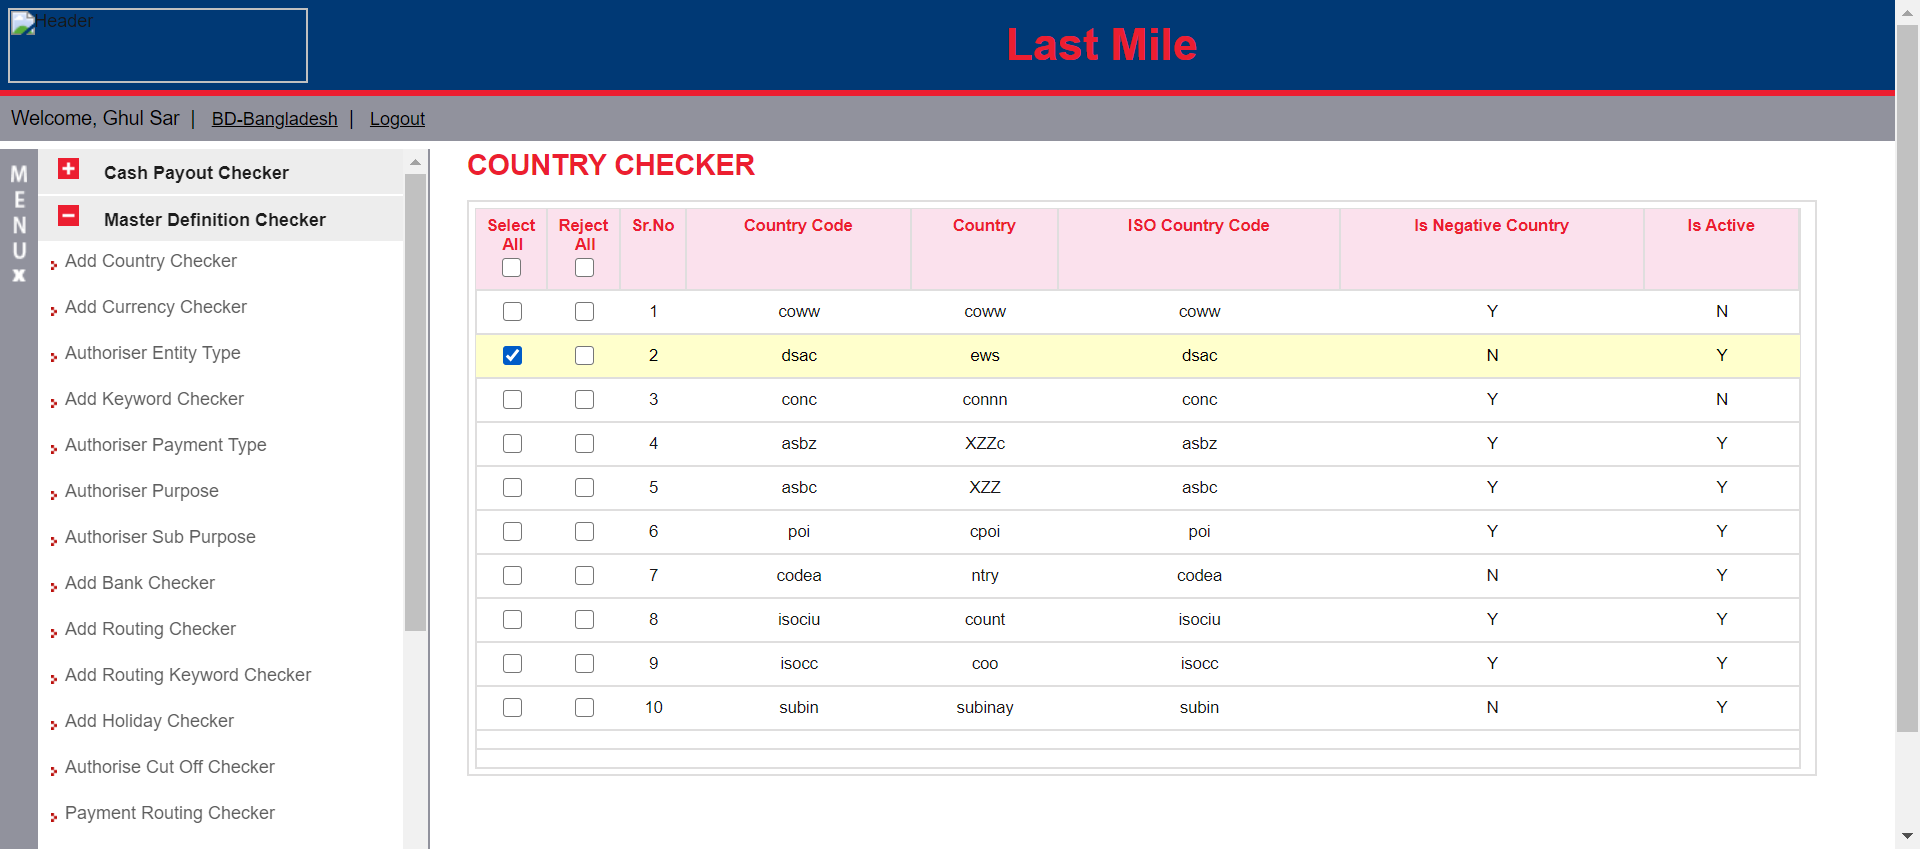 Header
Last Mile
Welcome, Ghul Sar | BD-Bangladesh | Logout
MENU
x
Cash Payout Checker
Master Definition Checker
Add Country Checker
Add Currency Checker
Authoriser Entity Type
Add Keyword Checker
Authoriser Payment Type
Authoriser Purpose
Authoriser Sub Purpose
Add Bank Checker
Add Routing Checker
Add Routing Keyword Checker
Add Holiday Checker
Authorise Cut Off Checker
Payment Routing Checker
COUNTRY CHECKER
Select All Reject All Sr.No Country Code Country ISO Country Code Is Negative Country Is Active
1 coww coww coww Y N
2 dsac ews dsac N Y
3 conc connn conc Y N
4 asbz XZZc asbz Y Y
5 asbc XZZ asbc Y Y
6 poi cpoi poi Y Y
7 codea ntry codea N Y
8 isociu count isociu Y Y
9 isocc coo isocc Y Y
10 subin subinay subin N Y